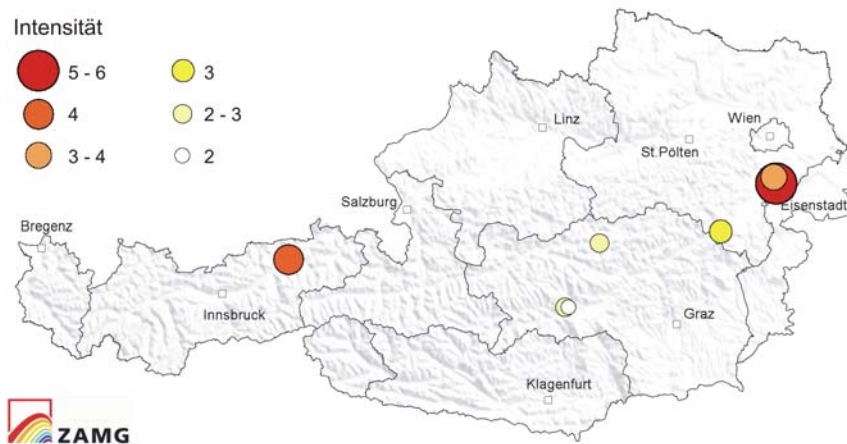 Intensität
5 - 6
3
4
2 - 3
3 - 4
2
Linz
Wien
St.Pölten
Salzburg
Eisenstadt
Bregenz
Innsbruck
Graz
Klagenfurt
ZAMG